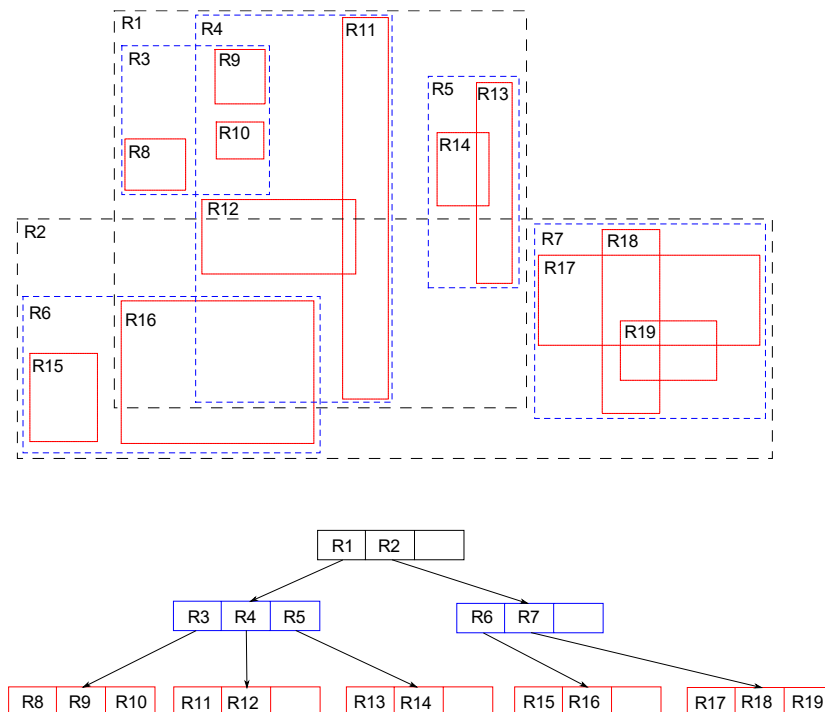 R1
R4
R11
R3
R9
R5
R13
R10
R14
R8
R12
R2
R7
R18
R17
R6
R16
R19
R15
R1 R2
R3 R4 R5
R6 R7
R8 R9 R10
R11 R12
R13 R14
R15 R16
R17 R18 R19